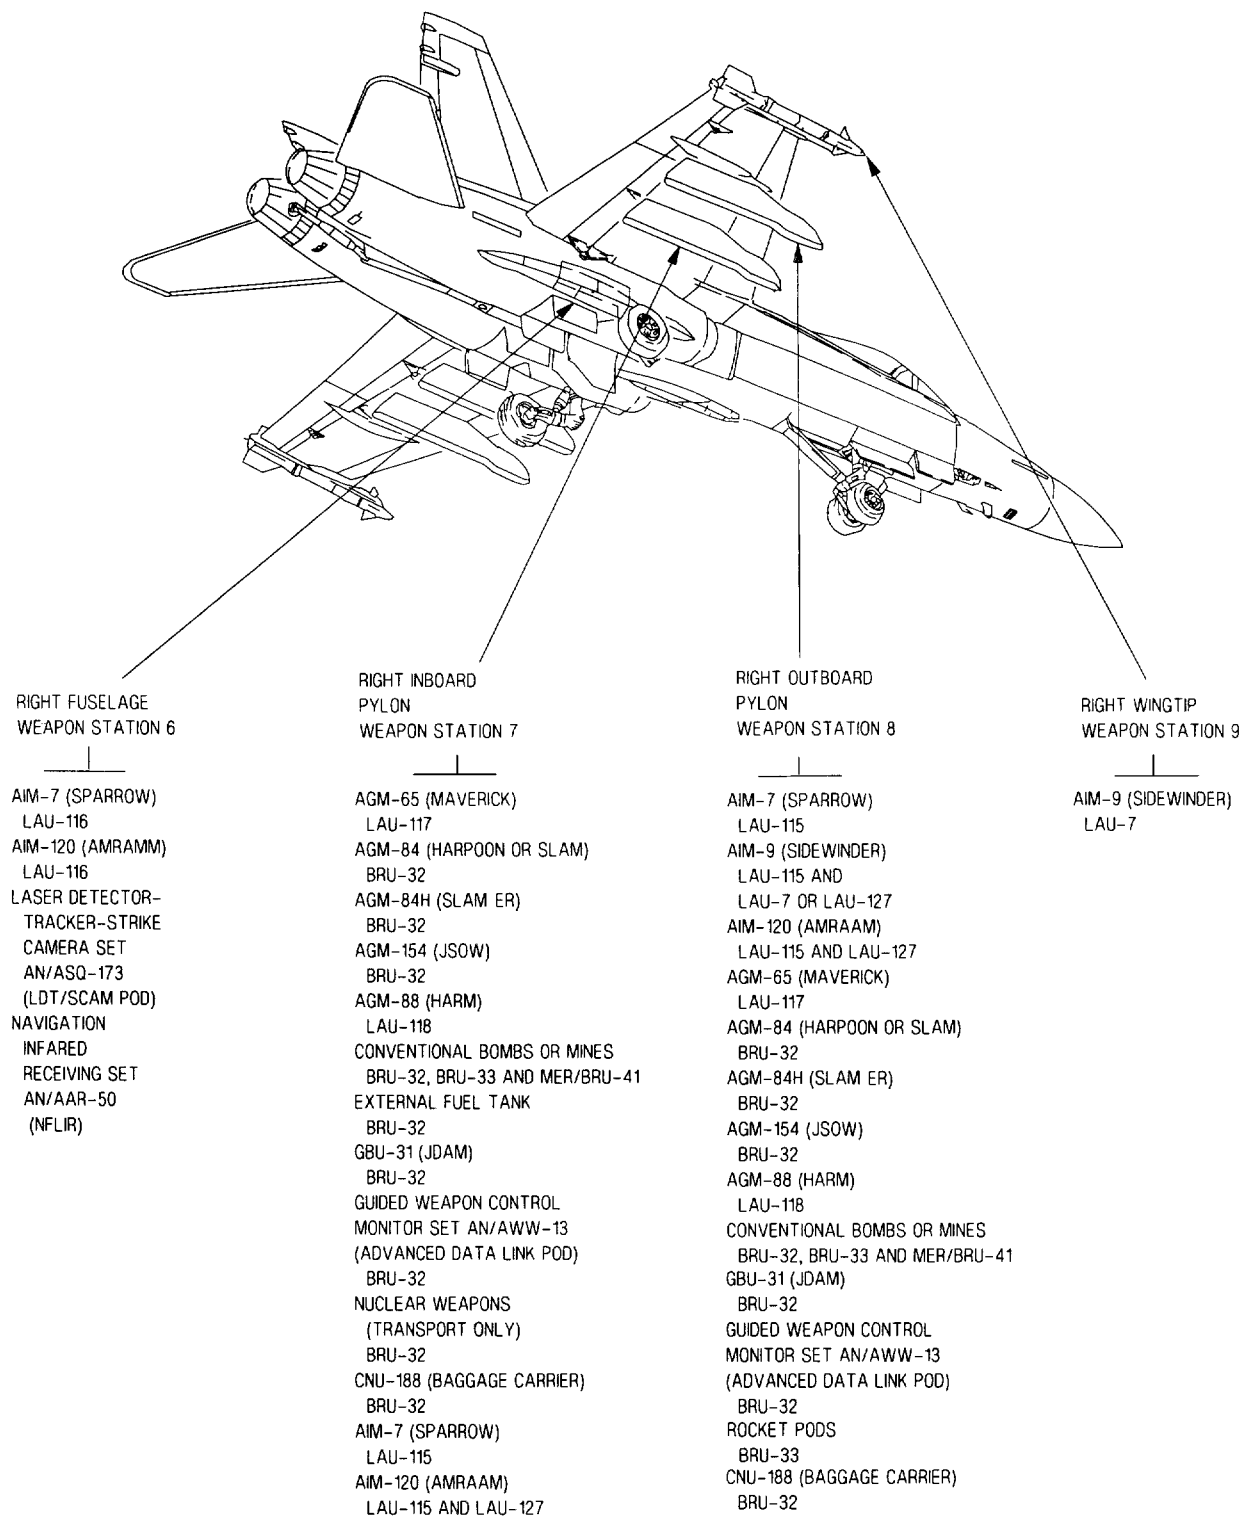 RIGHT FUSELAGE
WEAPON STATION 6
AIM-7 (SPARROW)
LAU-116
AIM-120 (AMRAMM)
LAU-116
LASER DETECTOR-
TRACKER-STRIKE
CAMERA SET
AN/ASQ-173
(LDT/SCAM POD)
NAVIGATION
INFARED
RECEIVING SET
AN/AAR-50
(NFLIR)
RIGHT INBOARD
PYLON
WEAPON STATION 7
AGM-65 (MAVERICK)
LAU-117
AGM-84 (HARPOON OR SLAM)
BRU-32
AGM-84H (SLAM ER)
BRU-32
AGM-154 (JSOW)
BRU-32
AGM-88 (HARM)
LAU-118
CONVENTIONAL BOMBS OR MINES
BRU-32, BRU-33 AND MER/BRU-41
EXTERNAL FUEL TANK
BRU-32
GBU-31 (JDAM)
BRU-32
GUIDED WEAPON CONTROL
MONITOR SET AN/AWW-13
(ADVANCED DATA LINK POD)
BRU-32
NUCLEAR WEAPONS
(TRANSPORT ONLY)
BRU-32
CNU-188 (BAGGAGE CARRIER)
BRU-32
AIM-7 (SPARROW)
LAU-115
AIM-120 (AMRAAM)
LAU-115 AND LAU-127
RIGHT OUTBOARD
PYLON
WEAPON STATION 8
AIM-7 (SPARROW)
LAU-115
AIM-9 (SIDEWINDER)
LAU-115 AND
LAU-7 OR LAU-127
AIM-120 (AMRAAM)
LAU-115 AND LAU-127
AGM-65 (MAVERICK)
LAU-117
AGM-84 (HARPOON OR SLAM)
BRU-32
AGM-84H (SLAM ER)
BRU-32
AGM-154 (JSOW)
BRU-32
AGM-88 (HARM)
LAU-118
CONVENTIONAL BOMBS OR MINES
BRU-32, BRU-33 AND MER/BRU-41
GBU-31 (JDAM)
BRU-32
GUIDED WEAPON CONTROL
MONITOR SET AN/AWW-13
(ADVANCED DATA LINK POD)
BRU-32
ROCKET PODS
BRU-33
CNU-188 (BAGGAGE CARRIER)
BRU-32
RIGHT WINGTIP
WEAPON STATION 9
AIM-9 (SIDEWINDER)
LAU-7